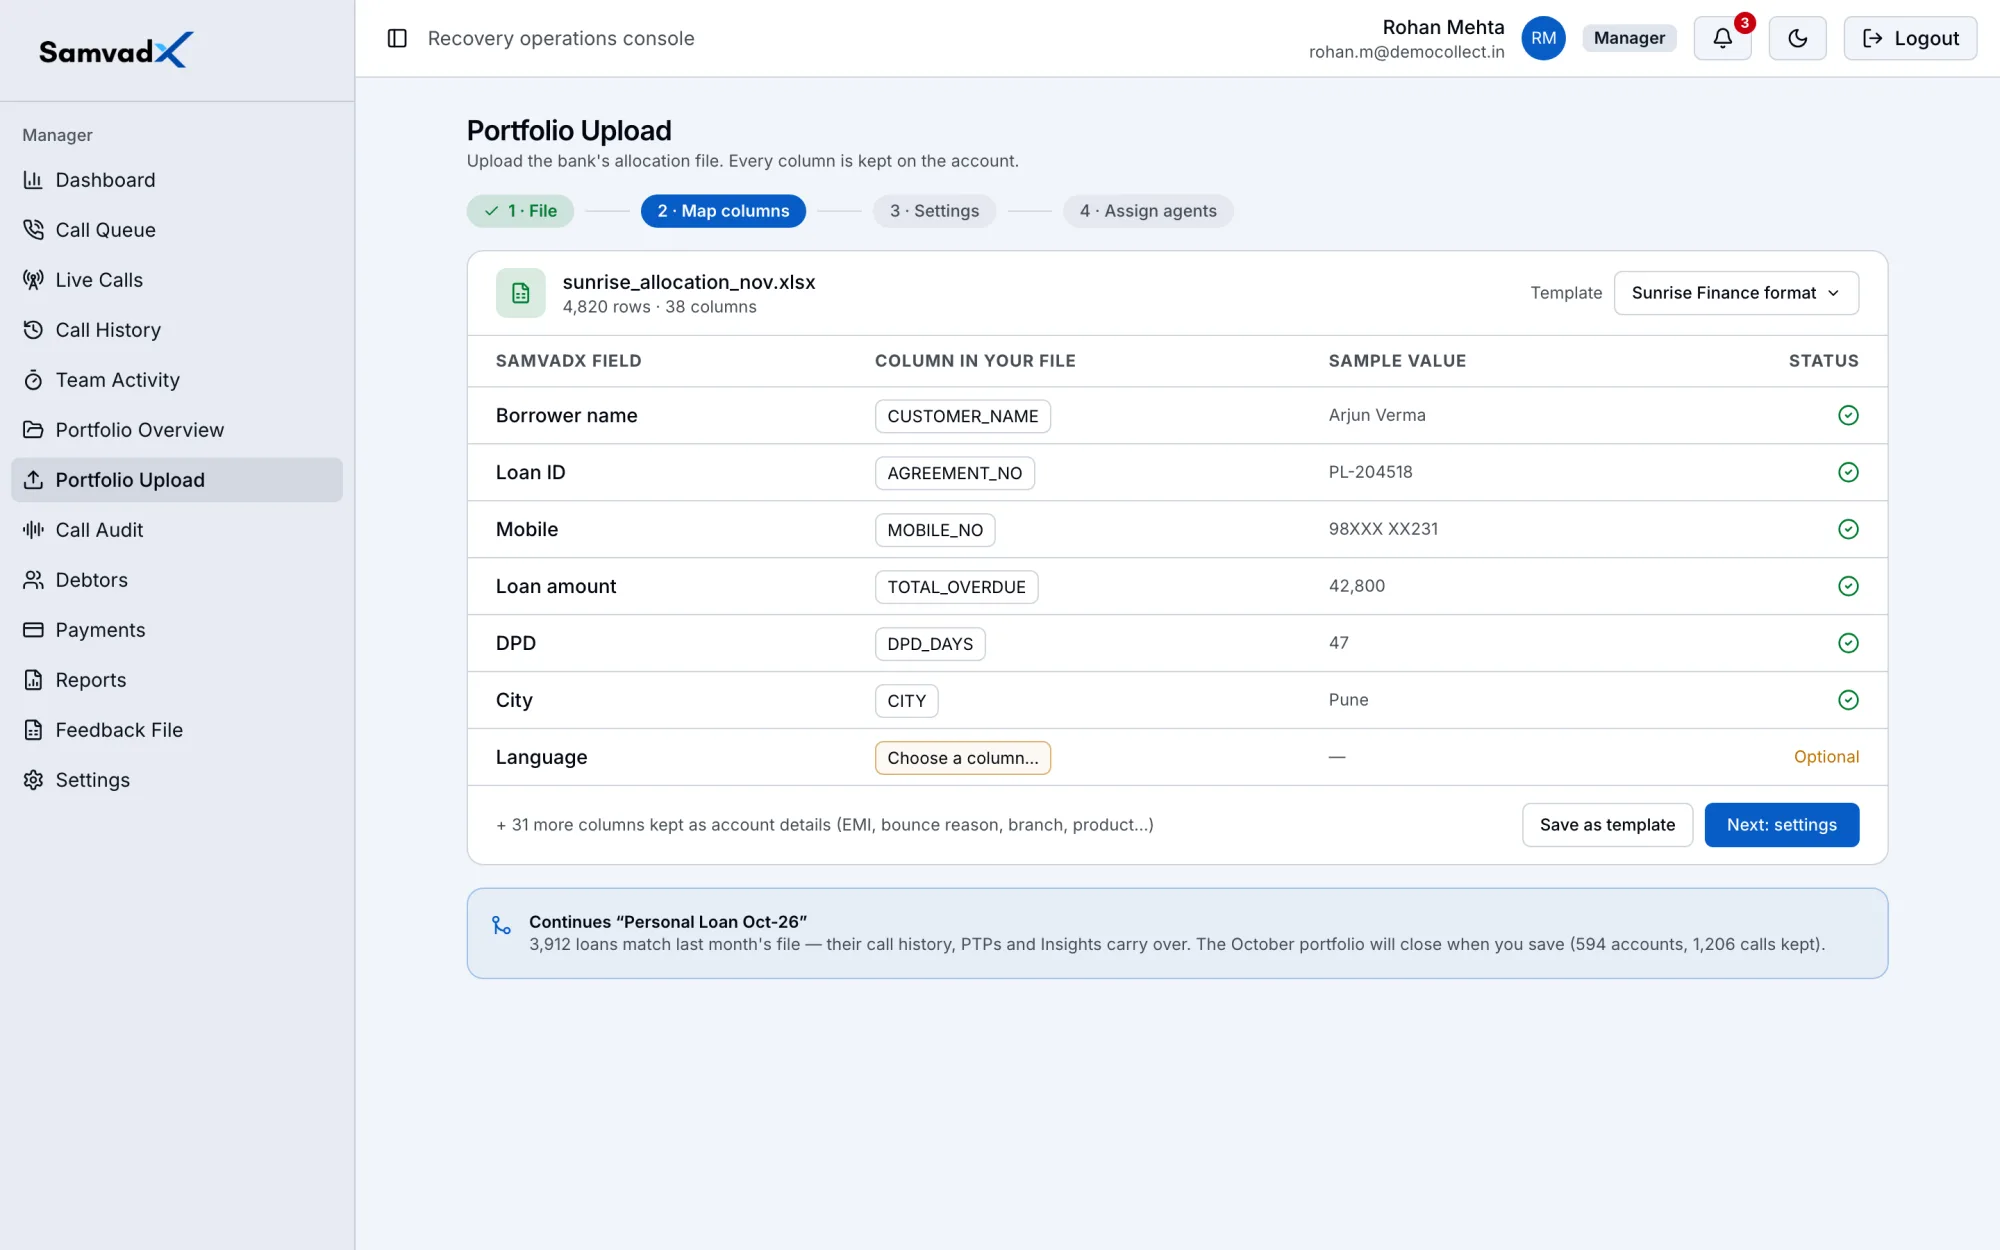 SamvadX
Recovery operations console
Rohan Mehta
rohan.m@democollect.in
RM
Manager
3
Logout
Manager
Dashboard
Call Queue
Live Calls
Call History
Team Activity
Portfolio Overview
Portfolio Upload
Call Audit
Debtors
Payments
Reports
Feedback File
Settings
Portfolio Upload
Upload the bank's allocation file. Every column is kept on the account.
1 · File
2 · Map columns
3 · Settings
4 · Assign agents
sunrise_allocation_nov.xlsx
4,820 rows · 38 columns
Template
Sunrise Finance format
SAMVADX FIELD COLUMN IN YOUR FILE SAMPLE VALUE STATUS
Borrower name CUSTOMER_NAME Arjun Verma
Loan ID AGREEMENT_NO PL-204518
Mobile MOBILE_NO 98XXX XX231
Loan amount TOTAL_OVERDUE 42,800
DPD DPD_DAYS 47
City CITY Pune
Language Choose a column... — Optional
+ 31 more columns kept as account details (EMI, bounce reason, branch, product...)
Save as template
Next: settings
Continues “Personal Loan Oct-26”
3,912 loans match last month's file — their call history, PTPs and Insights carry over. The October portfolio will close when you save (594 accounts, 1,206 calls kept).